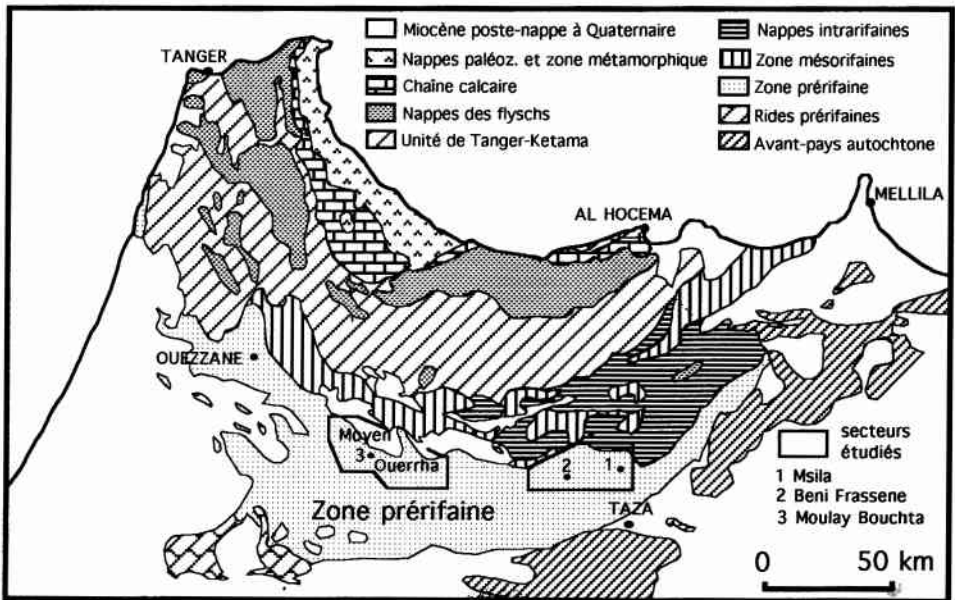 Miocène poste-nappe à Quaternaire
Nappes paléoz. et zone métamorphique
Chaîne calcaire
Nappes des flyschs
Unité de Tanger-Ketama
Nappes intrarifaines
Zone mésorifaines
Zone prérifaine
Rides prérifaines
Avant-pays autochtone
TANGER
MELLILA
AL HOCEMA
OUEZZANE
Moyen
3
Ouerrha
2
1
Zone prérifaine
TAZA
secteurs
étudiés
1 Msila
2 Beni Frassene
3 Moulay Bouchta
0 50 km